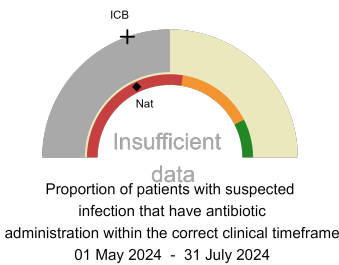 ICB
Nat
Insufficient
data
Proportion of patients with suspected
infection that have antibiotic
administration within the correct clinical timeframe
01 May 2024 - 31 July 2024